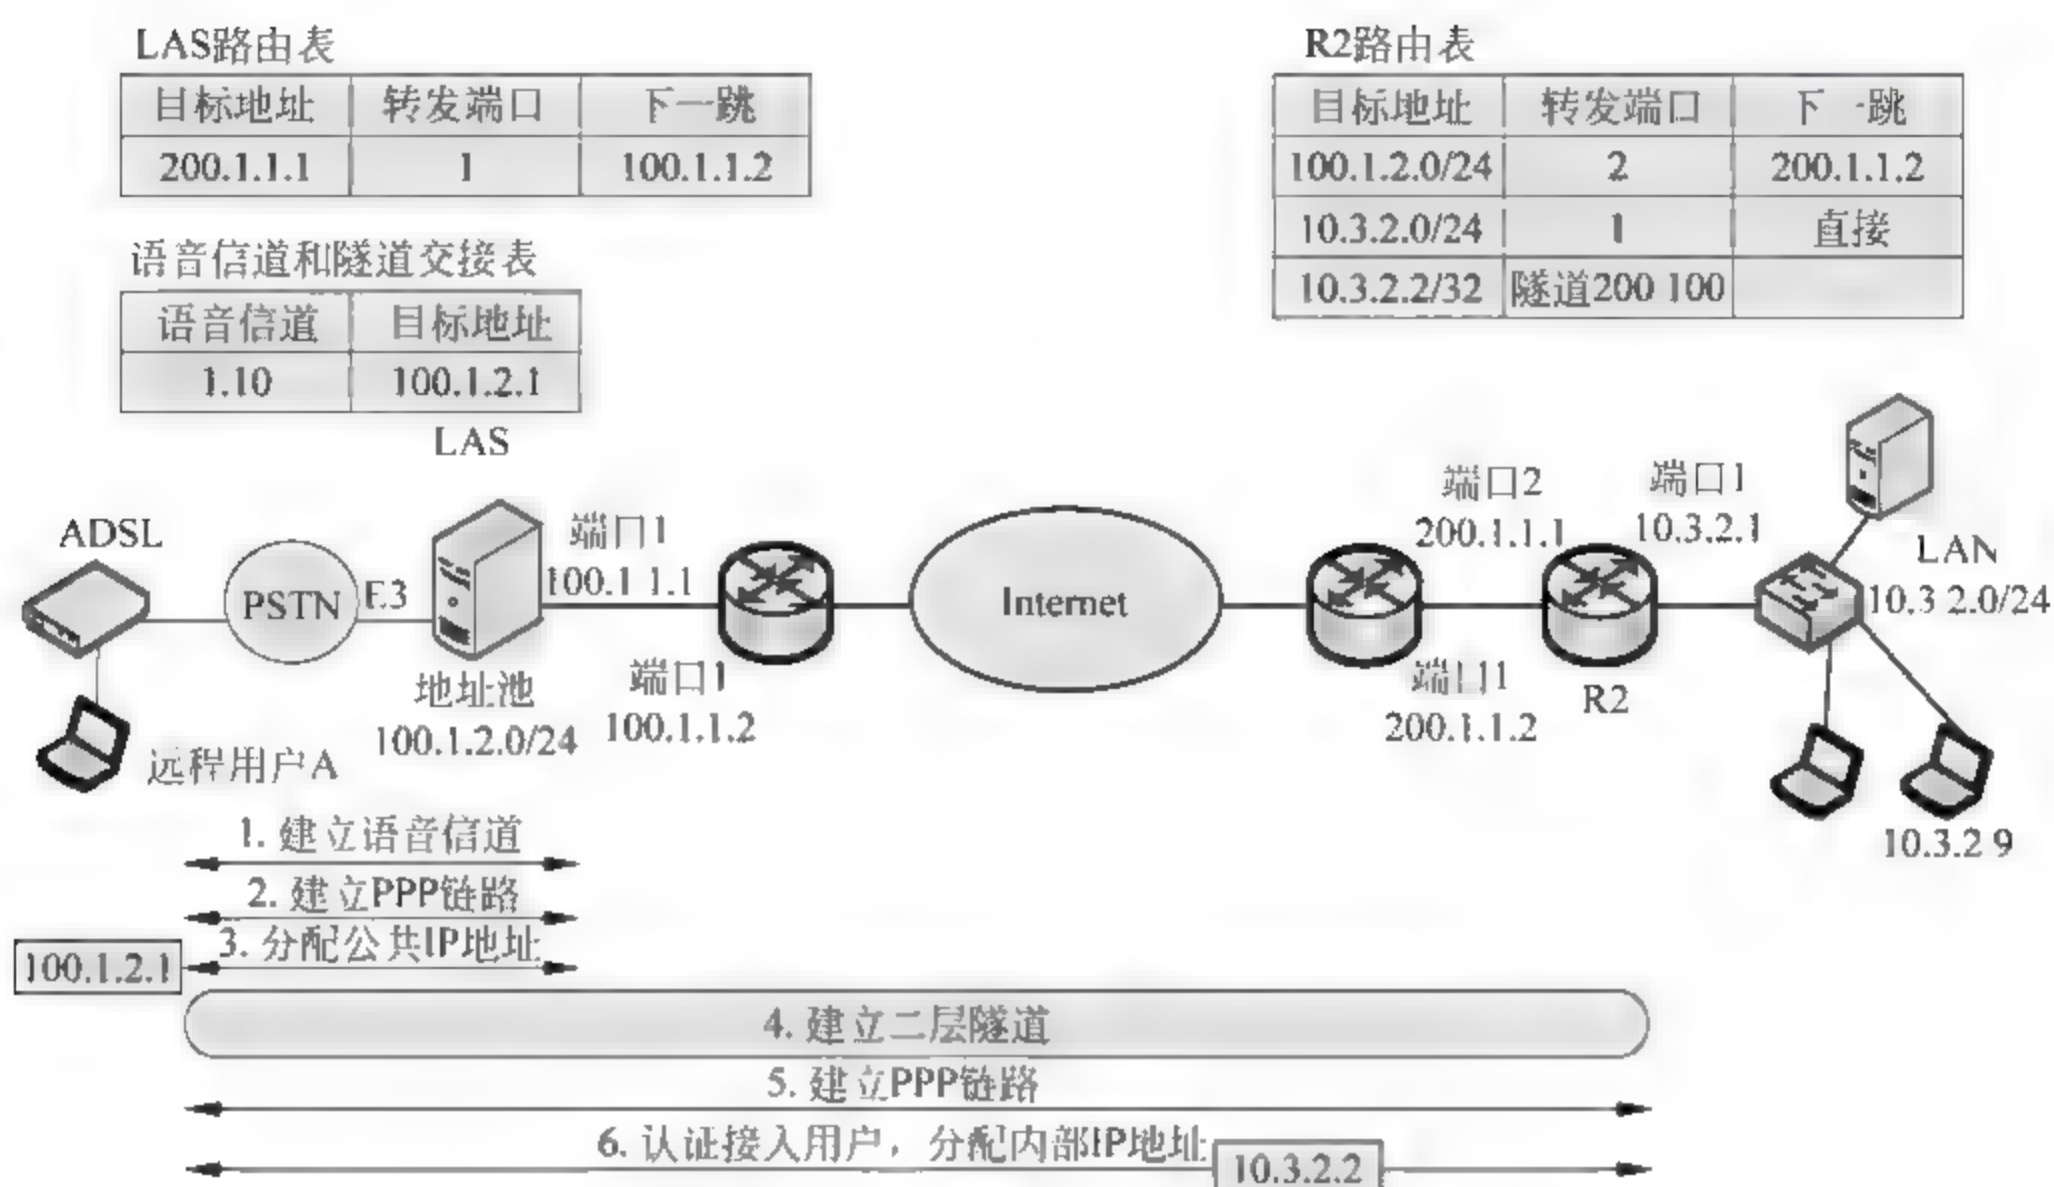 LAS路由表
目标地址 转发端口 下一跳
200.1.1.1 1 100.1.1.2
语音信道和隧道交接表
语音信道 目标地址
1.10 100.1.2.1
R2路由表
目标地址 转发端口 下一跳
100.1.2.0/24 2 200.1.1.2
10.3.2.0/24 1 直接
10.3.2.2/32 隧道200 100
LAS
ADSL
PSTN
E3
端口1
100.1 1.1
Internet
端口2
200.1.1.1
端口1
10.3.2.1
LAN
10.3 2.0/24
地址池
100.1.2.0/24
端口1
100.1.1.2
端口1
200.1.1.2
R2
远程用户A
10.3.2 9
1. 建立语音信道
2. 建立PPP链路
3. 分配公共IP地址
100.1.2.1
4. 建立二层隧道
5. 建立PPP链路
6. 认证接入用户，分配内部IP地址
10.3.2.2